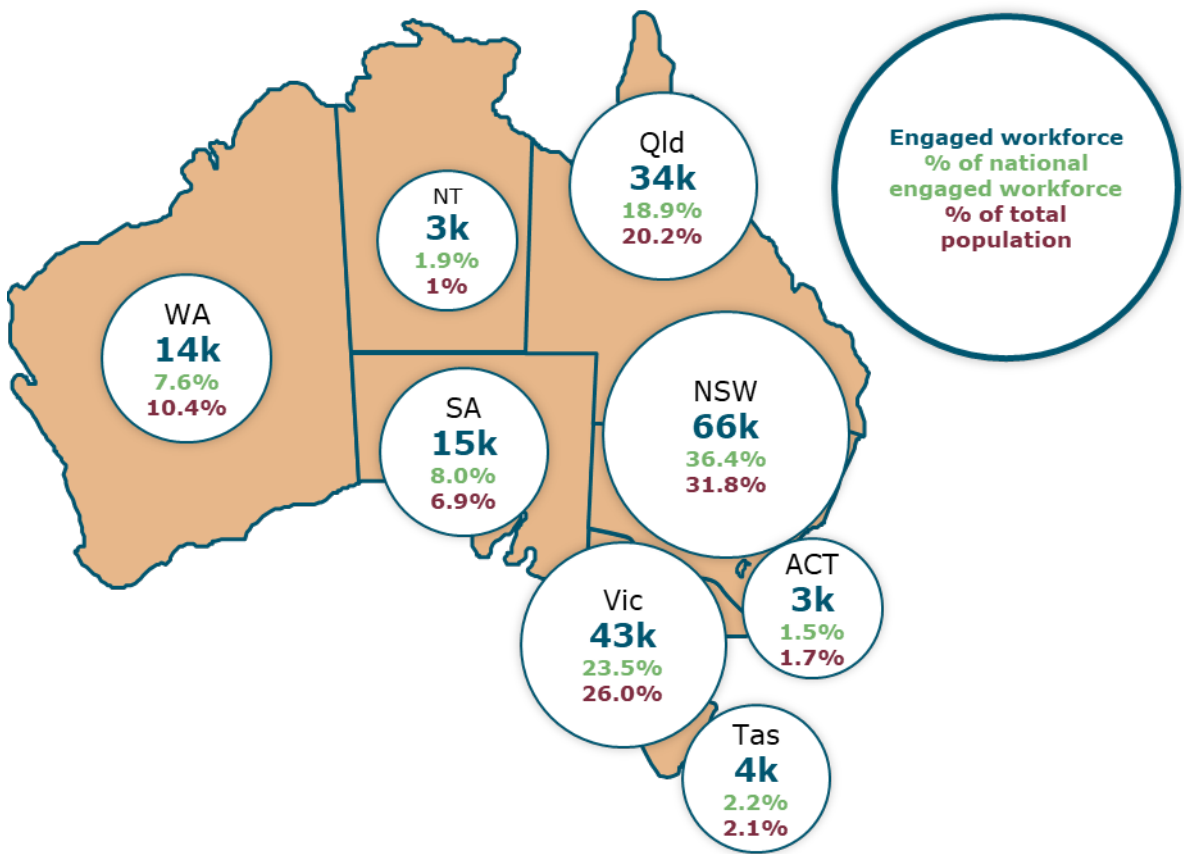 Engaged workforce
% of national
engaged workforce
% of total
population
Qld
34k
18.9%
20.2%
NT
3k
1.9%
1%
WA
14k
7.6%
10.4%
SA
15k
8.0%
6.9%
NSW
66k
36.4%
31.8%
ACT
3k
1.5%
1.7%
Vic
43k
23.5%
26.0%
Tas
4k
2.2%
2.1%